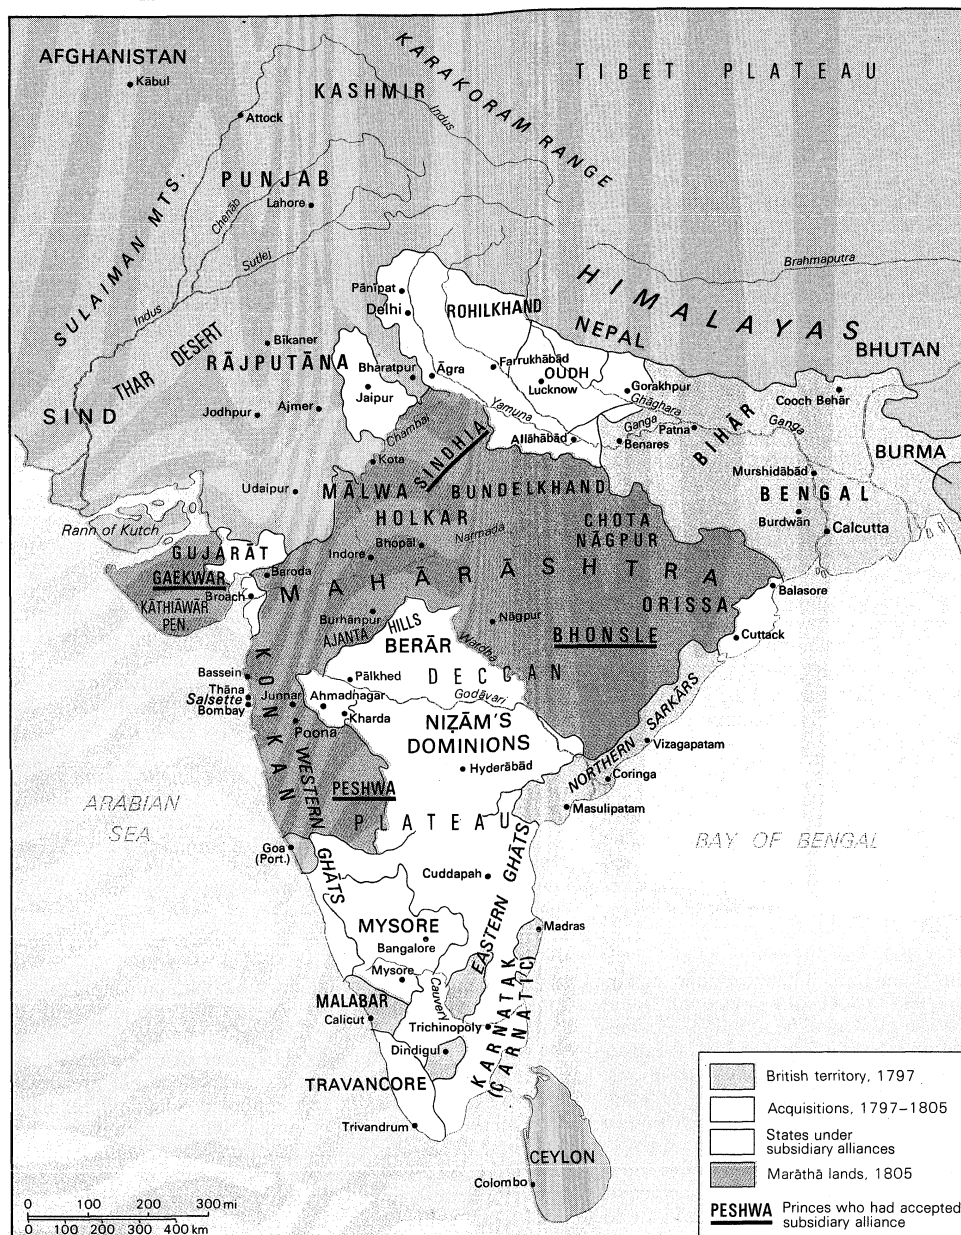 AFGHANISTAN
Kābul
KARAKORAM RANGE
TIBET PLATEAU
KASHMIR
Indus
Attock
SULAIMAN MTS.
PUNJAB
Chenāb
Lahore
Sutlej
Indus
Brahmaputra
HIMALAYAS
Pānīpat
Delhi
ROHILKHAND
NEPAL
BHUTAN
THAR DESERT
Bīkaner
RĀJPUTĀNA
Bharatpur
Āgra
Farrukhābād
OUDH
Lucknow
Gorakhpur
Ghāghara
Cooch Behār
SIND
Jodhpur
Ajmer
Jaipur
Yamuna
Chambal
Allāhābād
Ganga
Benares
Patna
BIHĀR
Ganga
BURMA
Kota
SINDHIA
Murshidābād
Udaipur
MĀLWA
BUNDELKHAND
BENGAL
Rann of Kutch
HOLKAR
CHOTA
NĀGPUR
Burdwān
Calcutta
GUJARĀT
Indore
Bhopāl
Narmada
GAEKWAR
Baroda
MAHĀRĀSHTRA
Broach
KĀTHIĀWĀR
PEN.
Balasore
ORISSA
Burhānpur
AJANTA HILLS
Nāgpur
Wardha
BHONSLE
Cuttack
BERĀR
Pālkhed
DECCAN
Godāvari
Bassein
Thāna
Salsette
Bombay
KONKAN
Junnar
Ahmadnagar
Kharda
Poona
NIẒĀM'S
DOMINIONS
Hyderābād
NORTHERN SARKĀRS
Vizagapatam
Coringa
Masulipatam
WESTERN
GHĀTS
PESHWA
PLATEAU
ARABIAN
SEA
BAY OF BENGAL
Goa
(Port.)
Cuddapah
EASTERN GHĀTS
MYSORE
Bangalore
Madras
Mysore
Cauvery
MALABAR
Calicut
Trichinopoly
KARNATAK
(CARNATIC)
Dindigul
TRAVANCORE
Trivandrum
CEYLON
Colombo
0 100 200 300 mi
0 100 200 300 400 km
British territory, 1797
Acquisitions, 1797–1805
States under
subsidiary alliances
Marāthā lands, 1805
PESHWA Princes who had accepted
subsidiary alliance